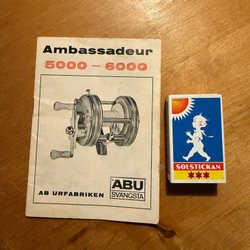 Ambassadeur
5000 – 6000
AB URFABRIKEN
ABU
SVÄNGSTA
SOLSTICKAN